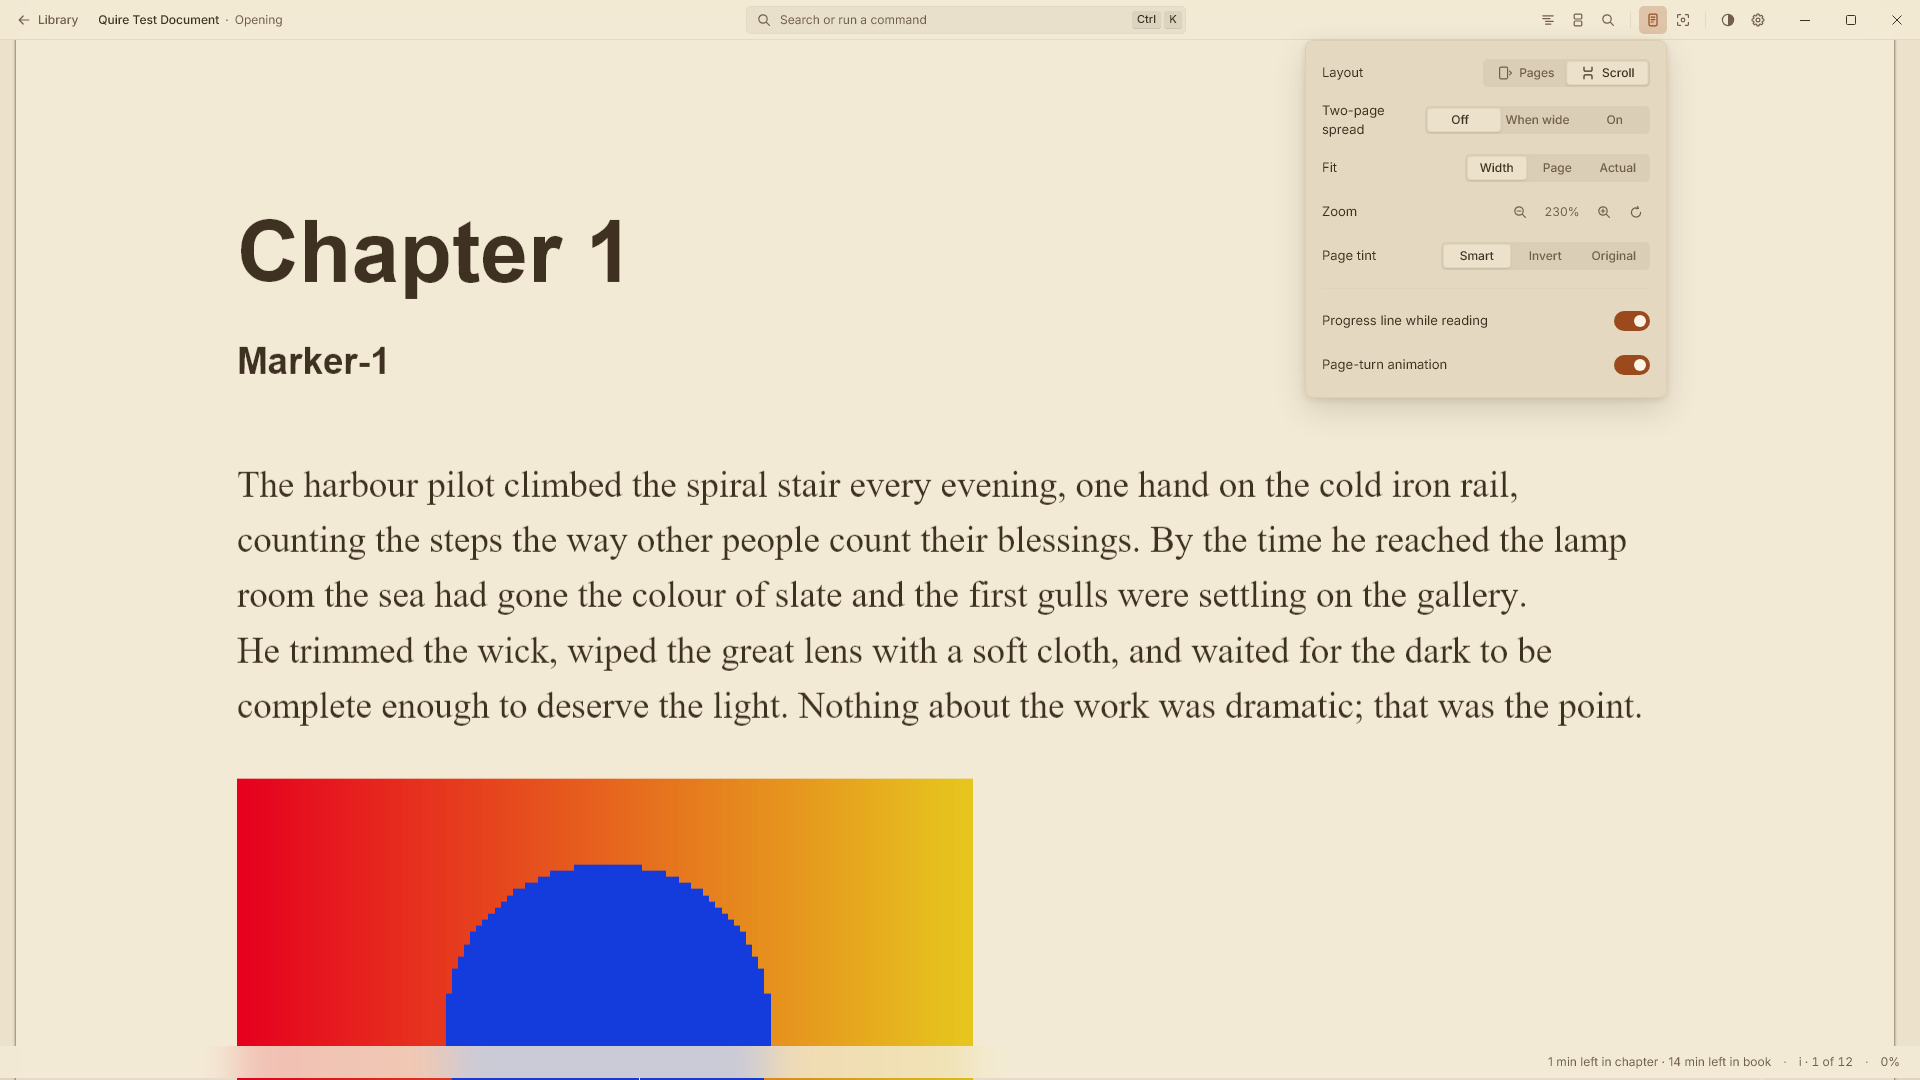 Library Quire Test Document · Opening Search or run a command Ctrl K
Layout Pages Scroll
Two-page spread Off When wide On
Fit Width Page Actual
Zoom 230%
Page tint Smart Invert Original
Progress line while reading
Page-turn animation
Chapter 1
Marker-1
The harbour pilot climbed the spiral stair every evening, one hand on the cold iron rail,
counting the steps the way other people count their blessings. By the time he reached the lamp
room the sea had gone the colour of slate and the first gulls were settling on the gallery.
He trimmed the wick, wiped the great lens with a soft cloth, and waited for the dark to be
complete enough to deserve the light. Nothing about the work was dramatic; that was the point.
1 min left in chapter · 14 min left in book · i · 1 of 12 · 0%